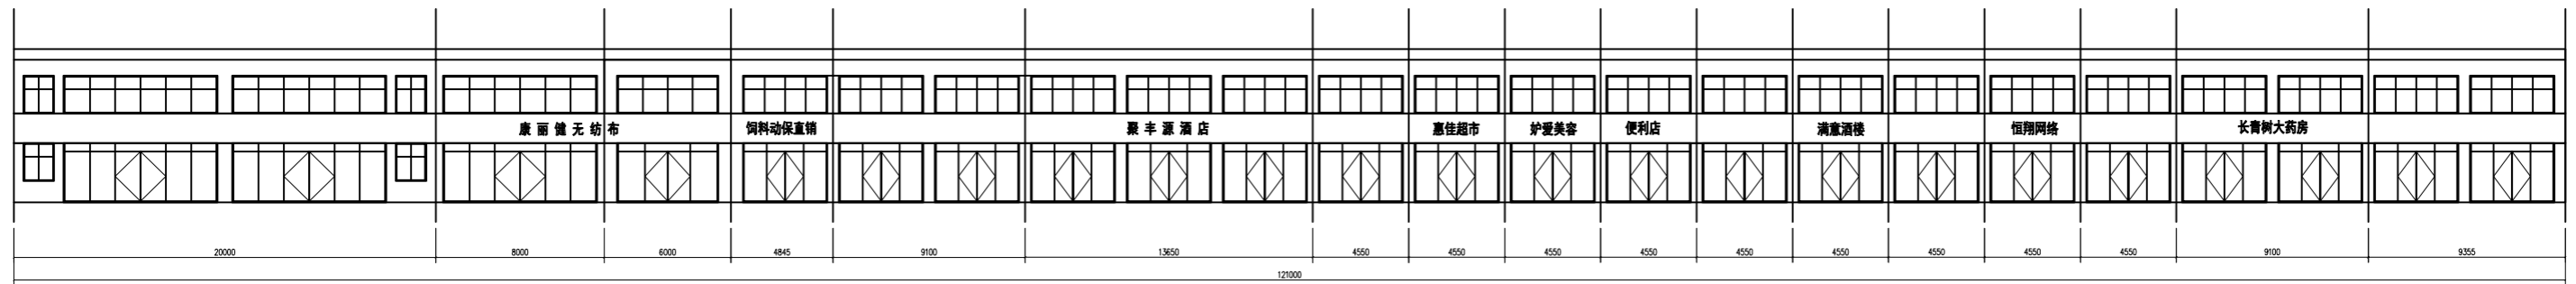 康丽健无纺布 饲料动保直销 聚丰源酒店 惠佳超市 妒爱美容 便利店 满意酒楼 恒翔网络 长青树大药房
20000 8000 6000 4845 9100 13650 4550 4550 4550 4550 4550 4550 4550 4550 4550 9100 9355
121000